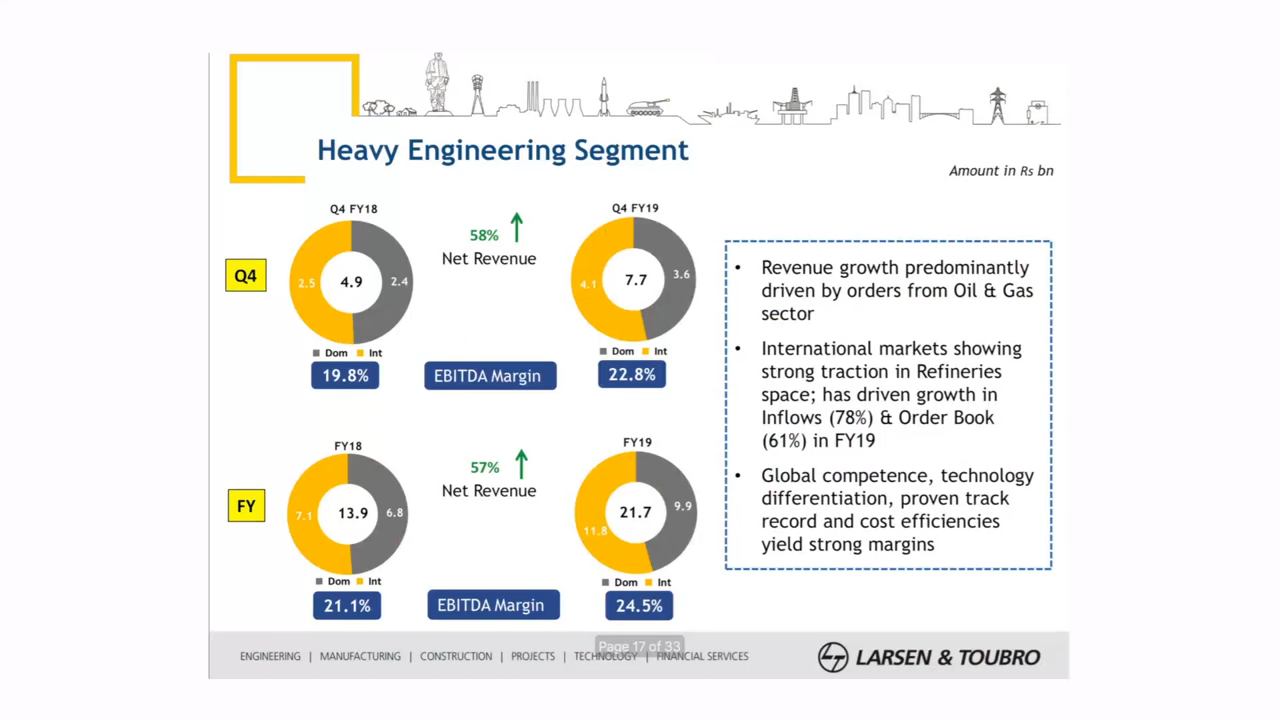 Heavy Engineering Segment
Amount in Rs bn
Q4 FY18
58%
Net Revenue
Q4 FY19
Q4
2.5
4.9
2.4
4.1
7.7
3.6
Dom Int
Dom Int
19.8%
EBITDA Margin
22.8%
FY18
57%
Net Revenue
FY19
FY
7.1
13.9
6.8
11.8
21.7
9.9
Dom Int
Dom Int
21.1%
EBITDA Margin
24.5%
• Revenue growth predominantly
driven by orders from Oil & Gas
sector
• International markets showing
strong traction in Refineries
space; has driven growth in
Inflows (78%) & Order Book
(61%) in FY19
• Global competence, technology
differentiation, proven track
record and cost efficiencies
yield strong margins
Page 17 of 33
ENGINEERING | MANUFACTURING | CONSTRUCTION | PROJECTS | TECHNOLOGY | FINANCIAL SERVICES
LARSEN & TOUBRO